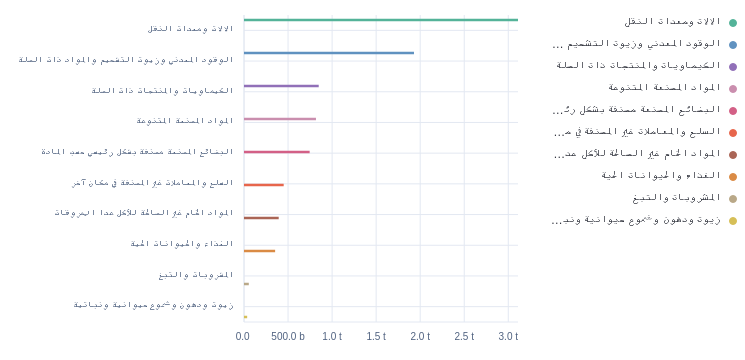 الالات ومعدات النقل
الوقود المعدني وزيوت التشحيم والمواد ذات الصلة
الكيماويات والمنتجات ذات الصلة
المواد المصنعة المتنوعة
البضائع المصنعة مصنفة بشكل رئيسي حسب المادة
السلع والمعاملات غير المصنفة في مكان آخر
المواد الخام غير الصالحة للأكل عدا المحروقات
الغذاء والحيوانات الحية
المشروبات والتبغ
زيوت ودهون وشموع حيوانية ونباتية
0.0 500.0 b 1.0 t 1.5 t 2.0 t 2.5 t 3.0 t
الالات ومعدات النقل
الوقود المعدني وزيوت التشحيم ...
الكيماويات والمنتجات ذات الصلة
المواد المصنعة المتنوعة
البضائع المصنعة مصنفة بشكل رئـ...
السلع والمعاملات غير المصنفة في مـ...
المواد الخام غير الصالحة للأكل عد...
الغذاء والحيوانات الحية
المشروبات والتبغ
زيوت ودهون وشموع حيوانية ونبـ...